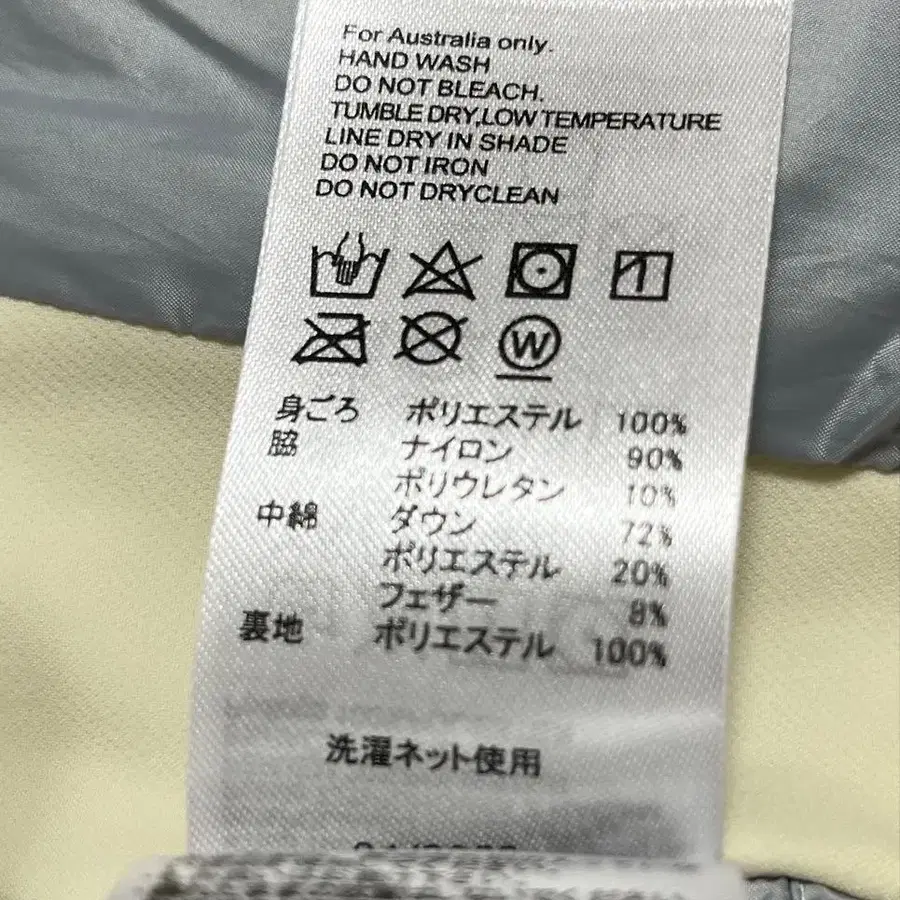 For Australia only.
HAND WASH
DO NOT BLEACH.
TUMBLE DRY,LOW TEMPERATURE
LINE DRY IN SHADE
DO NOT IRON
DO NOT DRYCLEAN
W
身ごろ ポリエステル 100%
脇 ナイロン 90%
ポリウレタン 10%
中綿 ダウン 72%
ポリエステル 20%
フェザー 8%
裏地 ポリエステル 100%
洗濯ネット使用